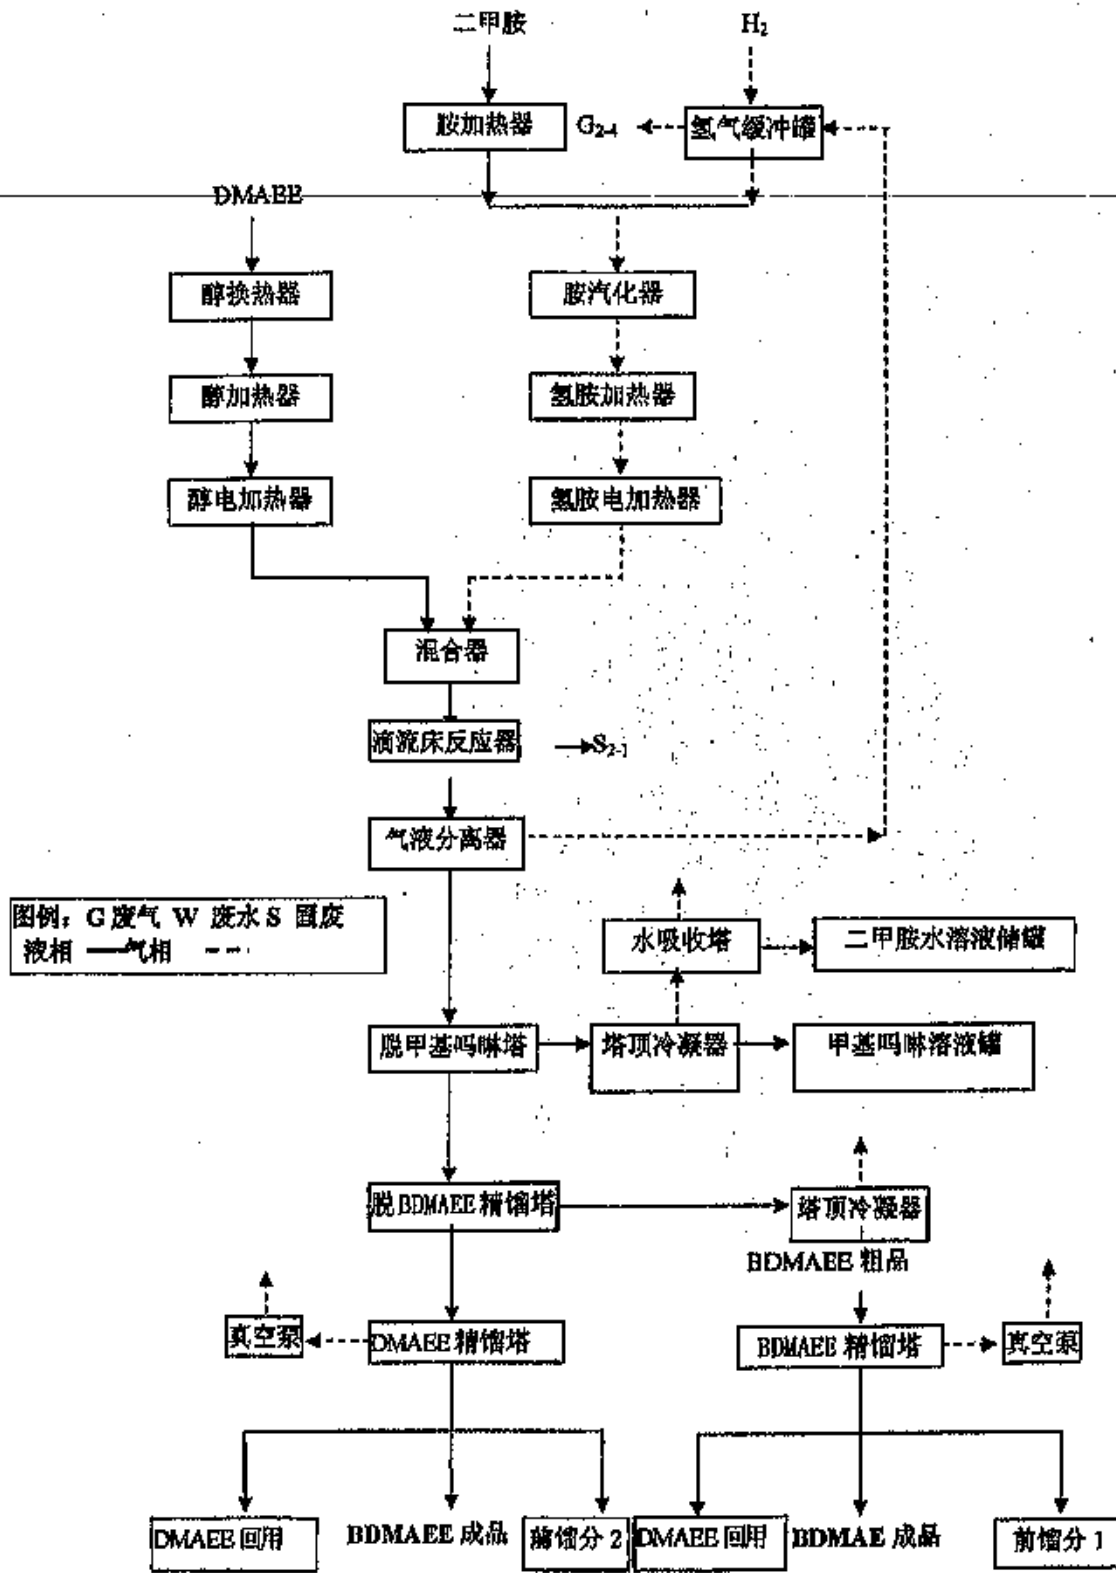 二甲胺
H₂
胺加热器
G₂₋₄
氢气缓冲罐
DMAEE
醇换热器
胺汽化器
醇加热器
氢胺加热器
醇电加热器
氢胺电加热器
混合器
滴流床反应器
S₂₋₁
气液分离器
图例：G 废气 W 废水 S 固废
液相 ——气相 ---
水吸收塔
二甲胺水溶液储罐
脱甲基吗啉塔
塔顶冷凝器
甲基吗啉溶液罐
脱 BDMAEE 精馏塔
塔顶冷凝器
BDMAEE 粗品
真空泵
DMAEE 精馏塔
BDMAEE 精馏塔
真空泵
DMAEE 回用
BDMAEE 成品
前馏分 2
DMAEE 回用
BDMAE 成品
前馏分 1